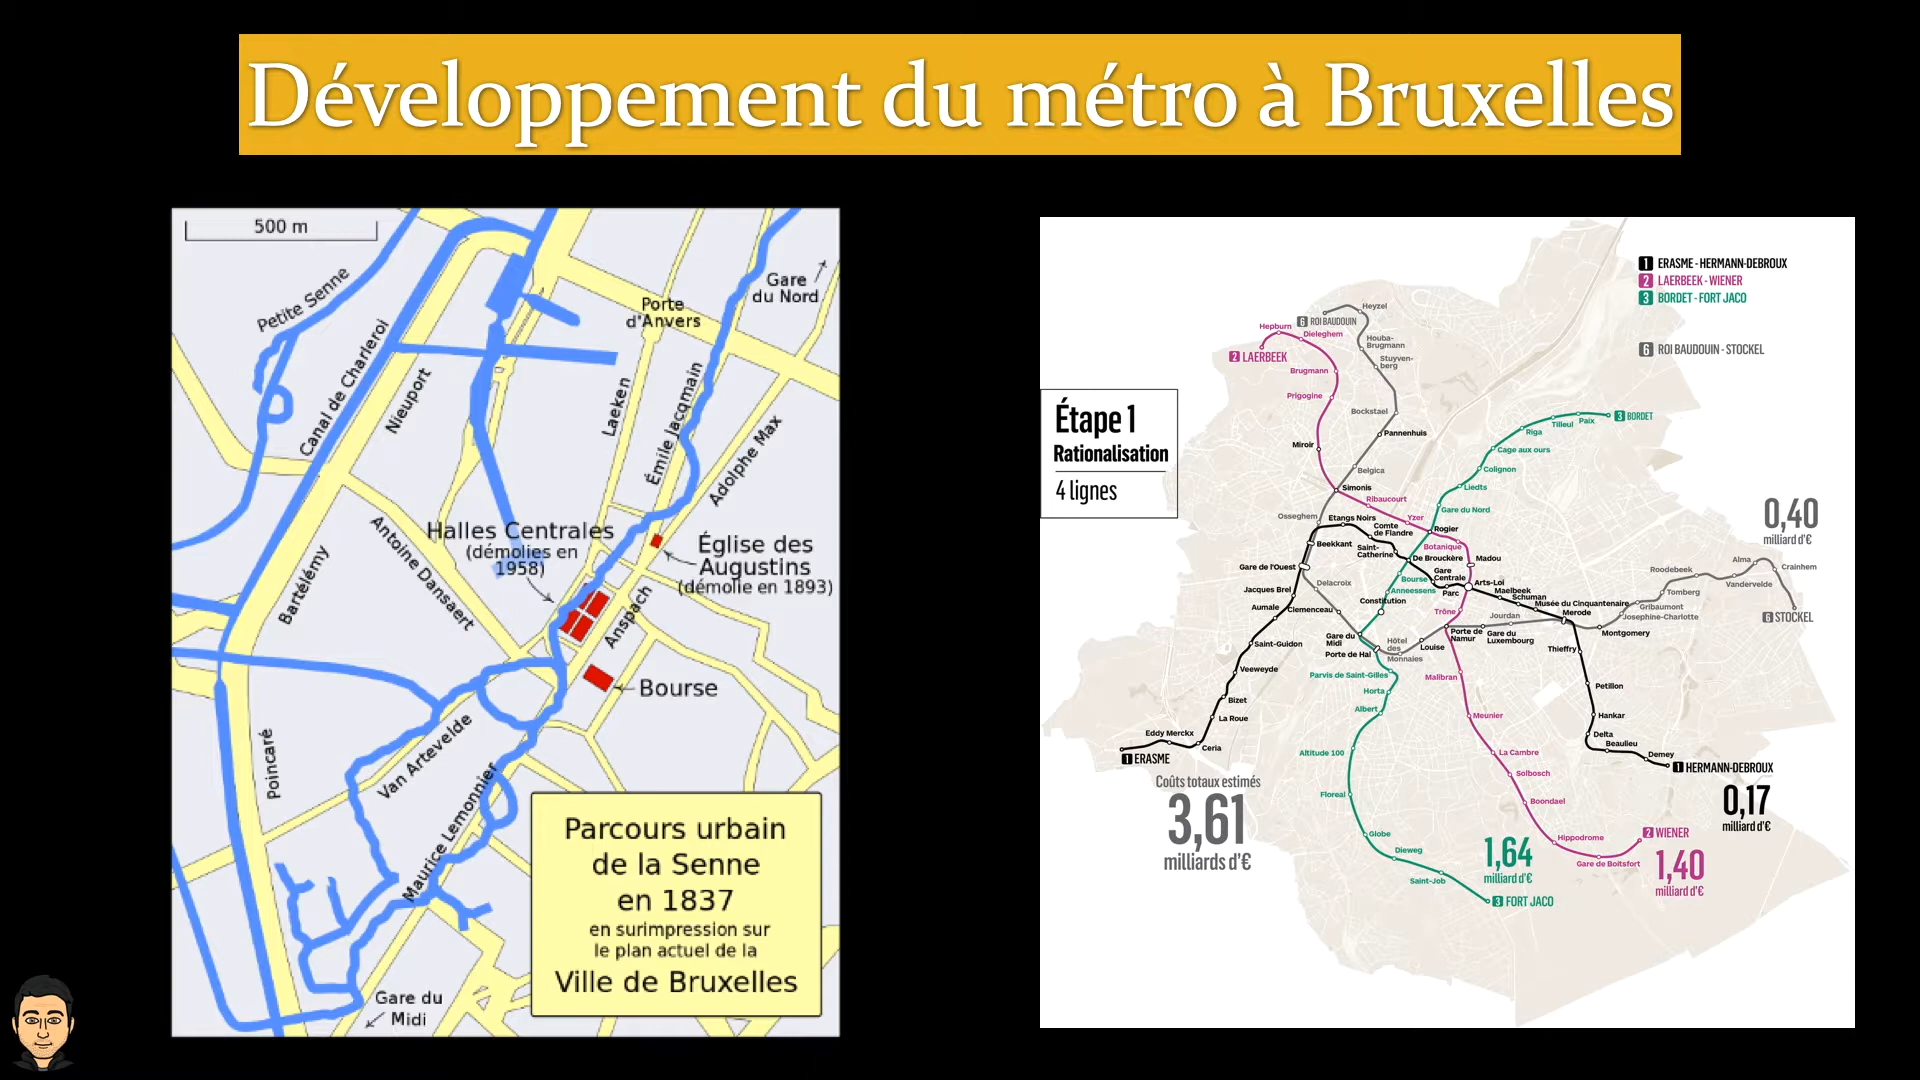 Développement du métro à Bruxelles
500 m
Petite Senne
Canal de Charleroi
Nieuport
Porte
d'Anvers
Gare
du Nord
Laeken
Émile Jacqmain
Adolphe Max
Halles Centrales
(démolies en
1958)
Église des
Augustins
(démolie en 1893)
Antoine Dansaert
Bartélémy
Anspach
Bourse
Poincaré
Van Artevelde
Maurice Lemonnier
Gare du
Midi
Parcours urbain
de la Senne
en 1837
en surimpression sur
le plan actuel de la
Ville de Bruxelles
1 ERASME - HERMANN-DEBROUX
2 LAERBEEK - WIENER
3 BORDET - FORT JACO
6 ROI BAUDOUIN - STOCKEL
Étape 1
Rationalisation
4 lignes
Heyzel
6 ROI BAUDOUIN
Hepburn
Dieleghem
2 LAERBEEK
Houba-
Brugmann
Stuyven-
berg
Brugmann
Prigogine
Bockstael
Pannenhuis
Miroir
Belgica
Simonis
Ribaucourt
Yzer
Osseghem
Etangs Noirs
Comte
de Flandre
Rogier
Beekkant
Saint-
Catherine
Botanique
De Brouckère
Madou
Gare de l'Ouest
Gare
Centrale
Bourse
Parc
Arts-Loi
Delacroix
Jacques Brel
Anneessens
Constitution
Aumale
Clemenceau
Trône
Gare du
Midi
Hôtel
des
Monnaies
Louise
Porte de
Namur
Gare du
Luxembourg
Jourdan
Porte de Hal
Saint-Guidon
Veeweyde
Bizet
La Roue
Eddy Merckx
Ceria
1 ERASME
3 BORDET
Paix
Tilleul
Riga
Cage aux ours
Colignon
Liedts
Gare du Nord
Maelbeek
Schuman
Musée du Cinquantenaire
Merode
Thieffry
Montgomery
Josephine-Charlotte
Gribaumont
Tomberg
Roodebeek
Vandervelde
Alma
Crainhem
6 STOCKEL
0,40
milliard d'€
Petillon
Hankar
Delta
Beaulieu
Demey
1 HERMANN-DEBROUX
0,17
milliard d'€
Parvis de Saint-Gilles
Horta
Albert
Altitude 100
Floreal
Globe
Dieweg
Saint-Job
3 FORT JACO
1,64
milliard d'€
Malibran
Meunier
La Cambre
Solbosch
Boondael
Hippodrome
Gare de Boitsfort
2 WIENER
1,40
milliard d'€
Coûts totaux estimés
3,61
milliards d'€